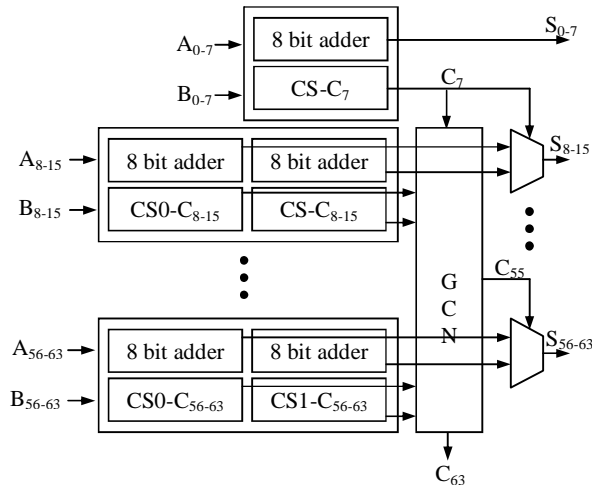 A0-7
8 bit adder
S0-7
B0-7
CS-C7
C7
A8-15
8 bit adder
8 bit adder
S8-15
B8-15
CS0-C8-15
CS-C8-15
C55
G
C
N
A56-63
8 bit adder
8 bit adder
S56-63
B56-63
CS0-C56-63
CS1-C56-63
C63